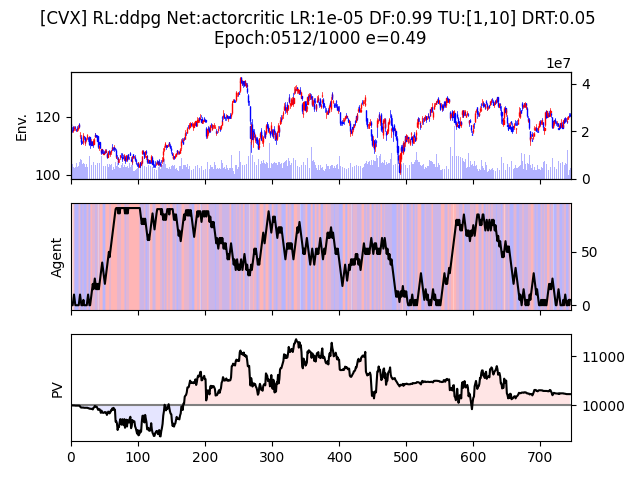 [CVX] RL:ddpg Net:actorcritic LR:1e-05 DF:0.99 TU:[1,10] DRT:0.05
Epoch:0512/1000 e=0.49
1e7
Env.
120
100
4
2
0
Agent
50
0
PV
11000
10000
0 100 200 300 400 500 600 700